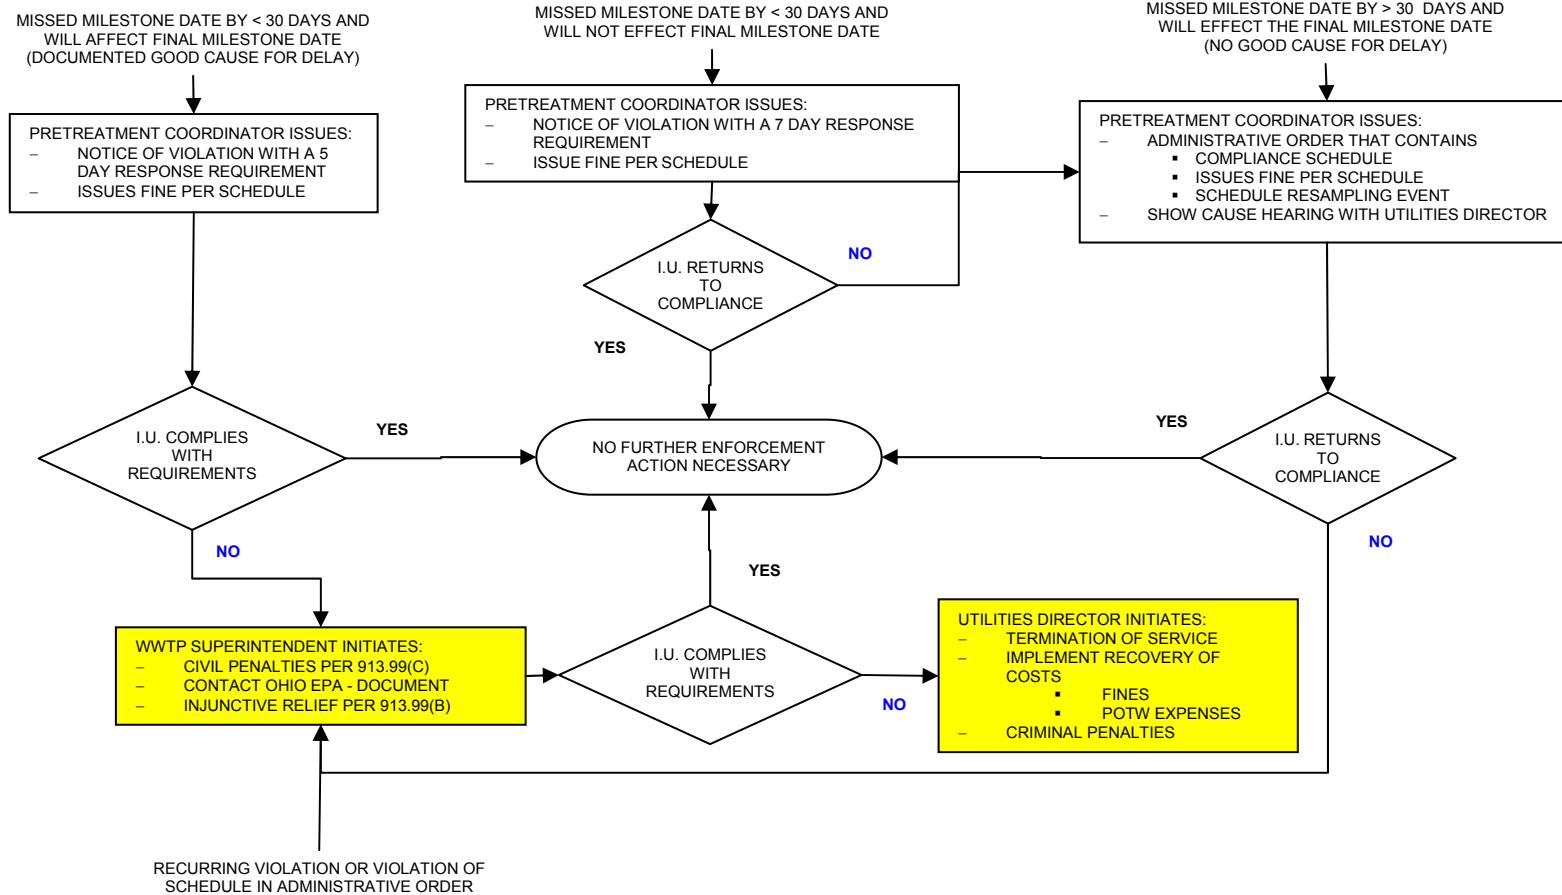 MISSED MILESTONE DATE BY < 30 DAYS AND
WILL AFFECT FINAL MILESTONE DATE
(DOCUMENTED GOOD CAUSE FOR DELAY)
MISSED MILESTONE DATE BY < 30 DAYS AND
WILL NOT EFFECT FINAL MILESTONE DATE
MISSED MILESTONE DATE BY > 30 DAYS AND
WILL EFFECT THE FINAL MILESTONE DATE
(NO GOOD CAUSE FOR DELAY)
PRETREATMENT COORDINATOR ISSUES:
– NOTICE OF VIOLATION WITH A 5
DAY RESPONSE REQUIREMENT
– ISSUES FINE PER SCHEDULE
PRETREATMENT COORDINATOR ISSUES:
– NOTICE OF VIOLATION WITH A 7 DAY RESPONSE
REQUIREMENT
– ISSUE FINE PER SCHEDULE
PRETREATMENT COORDINATOR ISSUES:
– ADMINISTRATIVE ORDER THAT CONTAINS
▪ COMPLIANCE SCHEDULE
▪ ISSUES FINE PER SCHEDULE
▪ SCHEDULE RESAMPLING EVENT
– SHOW CAUSE HEARING WITH UTILITIES DIRECTOR
I.U. RETURNS
TO
COMPLIANCE
NO
YES
I.U. COMPLIES
WITH
REQUIREMENTS
YES
NO
NO FURTHER ENFORCEMENT
ACTION NECESSARY
YES
I.U. RETURNS
TO
COMPLIANCE
NO
WWTP SUPERINTENDENT INITIATES:
– CIVIL PENALTIES PER 913.99(C)
– CONTACT OHIO EPA - DOCUMENT
– INJUNCTIVE RELIEF PER 913.99(B)
YES
I.U. COMPLIES
WITH
REQUIREMENTS
NO
UTILITIES DIRECTOR INITIATES:
– TERMINATION OF SERVICE
– IMPLEMENT RECOVERY OF
COSTS
▪ FINES
▪ POTW EXPENSES
– CRIMINAL PENALTIES
RECURRING VIOLATION OR VIOLATION OF
SCHEDULE IN ADMINISTRATIVE ORDER